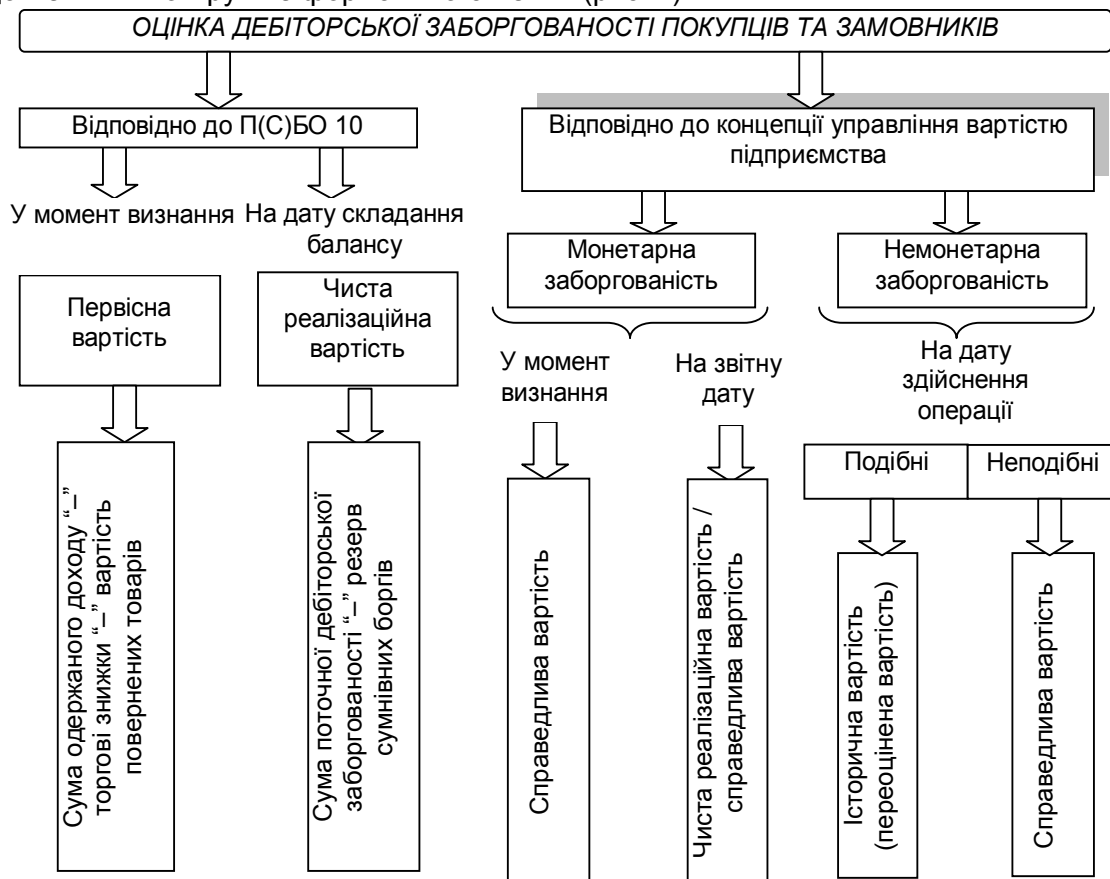 ОЦІНКА ДЕБІТОРСЬКОЇ ЗАБОРГОВАНОСТІ ПОКУПЦІВ ТА ЗАМОВНИКІВ
Відповідно до П(С)БО 10
Відповідно до концепції управління вартістю
підприємства
У момент визнання
На дату складання
балансу
Монетарна
заборгованість
Немонетарна
заборгованість
Первісна
вартість
Чиста
реалізаційна
вартість
У момент
визнання
На звітну
дату
На дату
здійснення
операції
Подібні
Неподібні
Сума одержаного доходу “–”
торгові знижки “–” вартість
повернених товарів
Сума поточної дебіторської
заборгованості “–” резерв
сумнівних боргів
Справедлива вартість
Чиста реалізаційна вартість /
справедлива вартість
Історична вартість
(переоцінена вартість)
Справедлива вартість